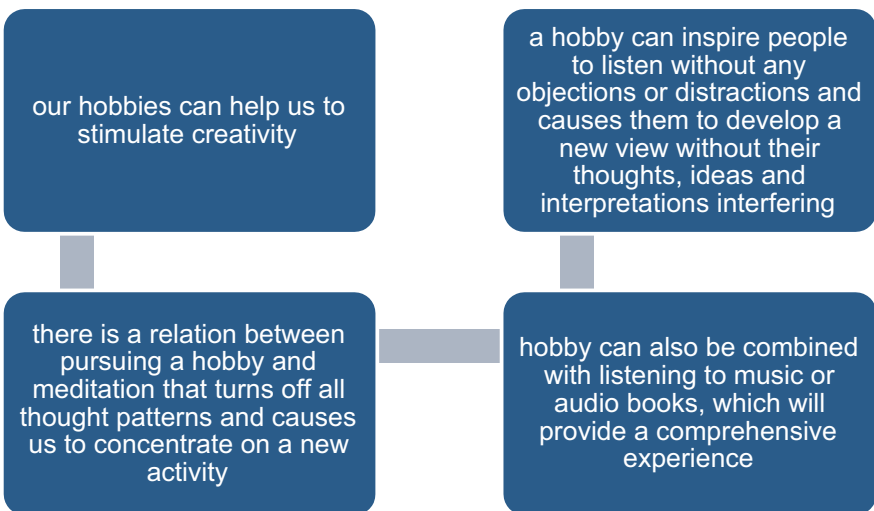 our hobbies can help us to
stimulate creativity
there is a relation between
pursuing a hobby and
meditation that turns off all
thought patterns and causes
us to concentrate on a new
activity
hobby can also be combined
with listening to music or
audio books, which will
provide a comprehensive
experience
a hobby can inspire people
to listen without any
objections or distractions and
causes them to develop a
new view without their
thoughts, ideas and
interpretations interfering